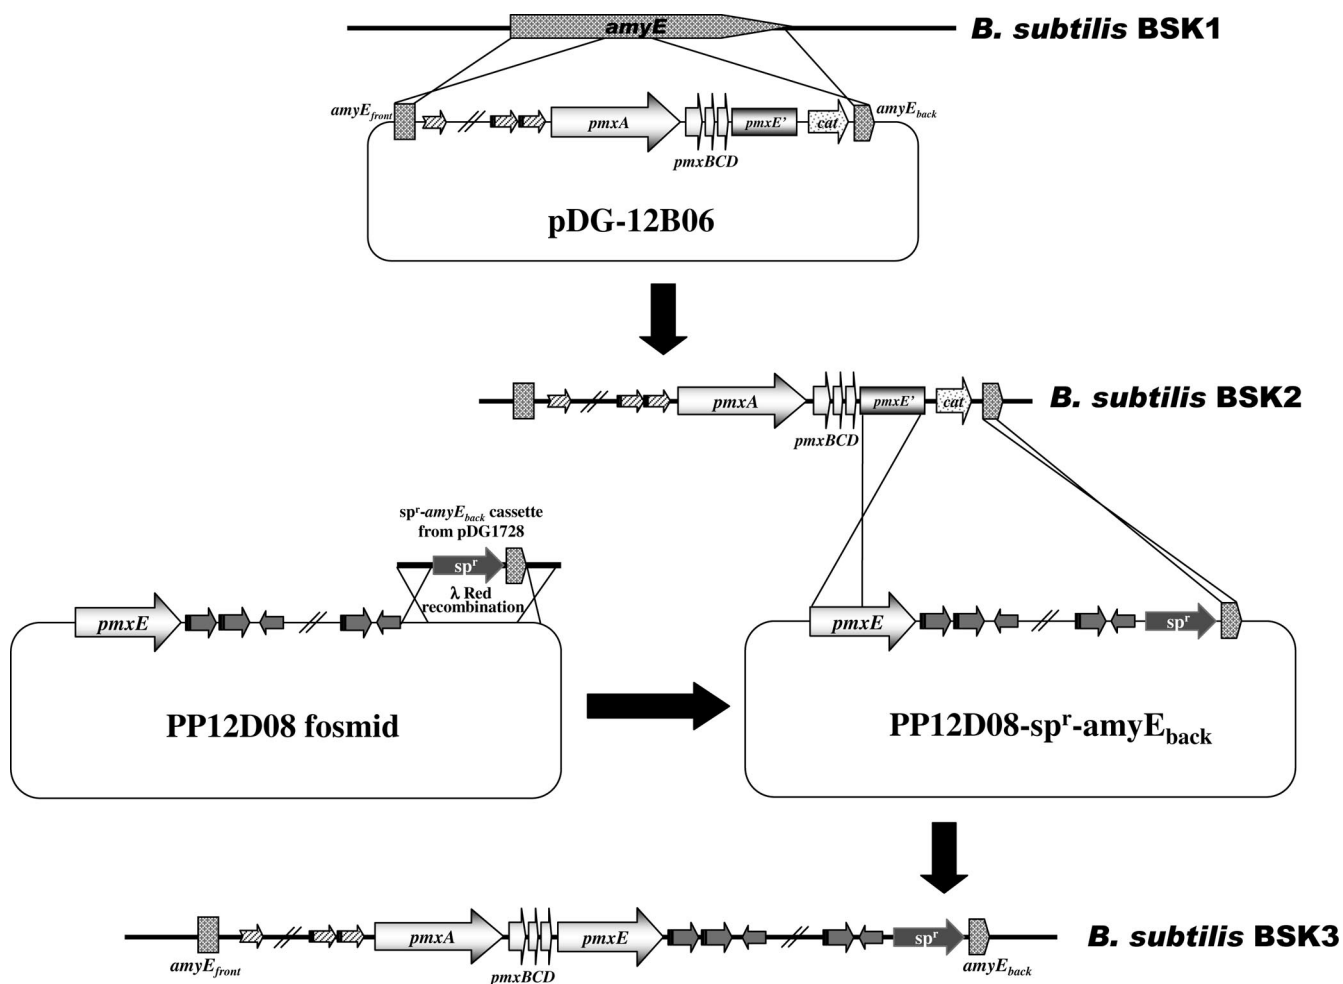 amyE
B. subtilis BSK1
amyEfront
amyEback
pmxA
pmxE'
cat
pmxBCD
pDG-12B06
pmxA
pmxE'
cat
B. subtilis BSK2
pmxBCD
spʳ-amyEback cassette
from pDG1728
spʳ
λ Red
recombination
pmxE
PP12D08 fosmid
pmxE
spʳ
PP12D08-spʳ-amyEback
pmxA
pmxE
spʳ
B. subtilis BSK3
amyEfront
pmxBCD
amyEback